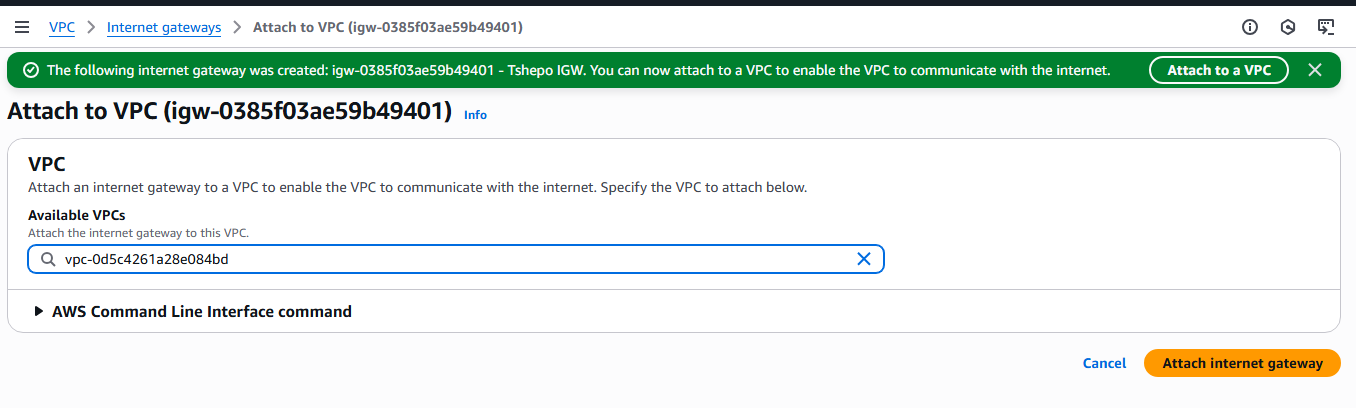 VPC > Internet gateways > Attach to VPC (igw-0385f03ae59b49401)
The following internet gateway was created: igw-0385f03ae59b49401 - Tshepo IGW. You can now attach to a VPC to enable the VPC to communicate with the internet. Attach to a VPC
Attach to VPC (igw-0385f03ae59b49401) Info
VPC
Attach an internet gateway to a VPC to enable the VPC to communicate with the internet. Specify the VPC to attach below.
Available VPCs
Attach the internet gateway to this VPC.
vpc-0d5c4261a28e084bd
AWS Command Line Interface command
Cancel Attach internet gateway